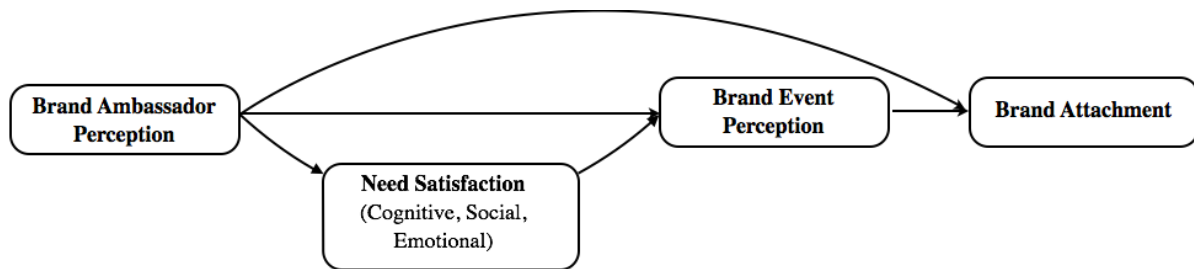 Brand Ambassador
Perception
Need Satisfaction
(Cognitive, Social,
Emotional)
Brand Event
Perception
Brand Attachment